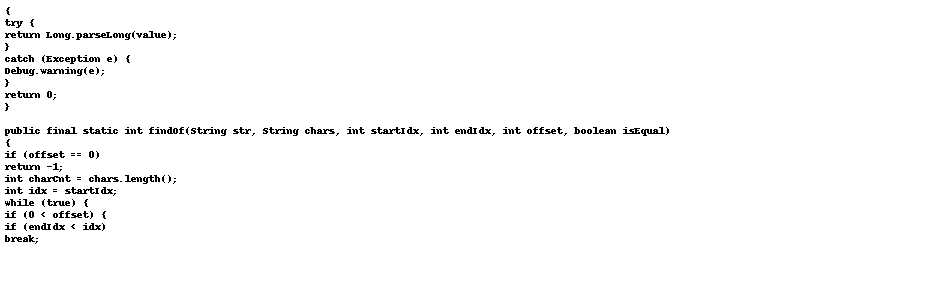 {
try {
return Long.parseLong(value);
}
catch (Exception e) {
Debug.warning(e);
}
return 0;
}
public final static int findOf(String str, String chars, int startIdx, int endIdx, int offset, boolean isEqual)
{
if (offset == 0)
return -1;
int charCnt = chars.length();
int idx = startIdx;
while (true) {
if (0 < offset) {
if (endIdx < idx)
break;